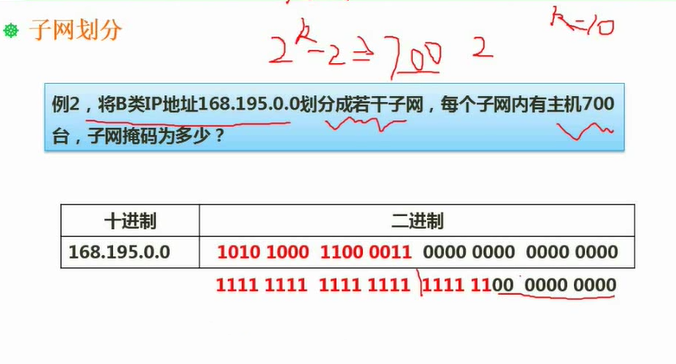 子网划分
2^k-2≥700 2
k=10
例2，将B类IP地址168.195.0.0划分成若干子网，每个子网内有主机700
台，子网掩码为多少？
十进制 二进制
168.195.0.0 1010 1000 1100 0011 0000 0000 0000 0000
1111 1111 1111 1111 1111 1100 0000 0000